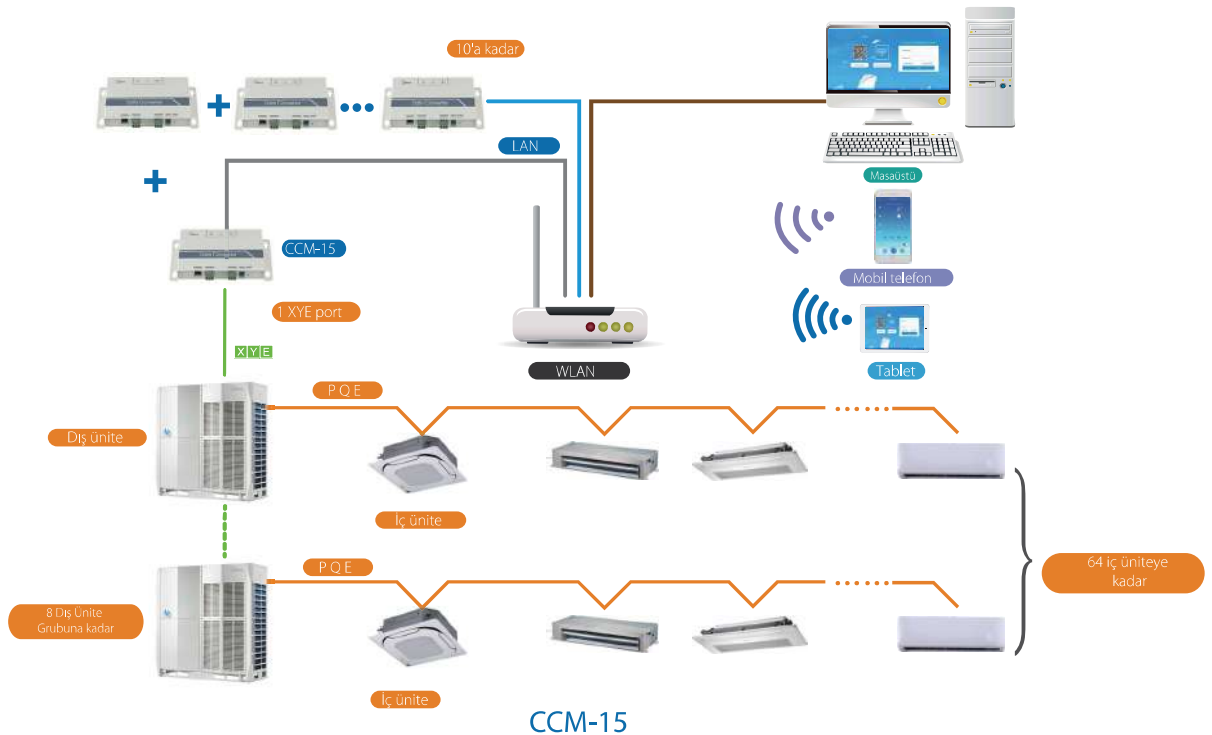 10'a kadar
LAN
Masaüstü
CCM-15
Mobil telefon
1 XYE port
X Y E
WLAN
Tablet
P Q E
Dış ünite
İç ünite
P Q E
64 iç üniteye
kadar
8 Dış Ünite
Grubuna kadar
İç ünite
CCM-15